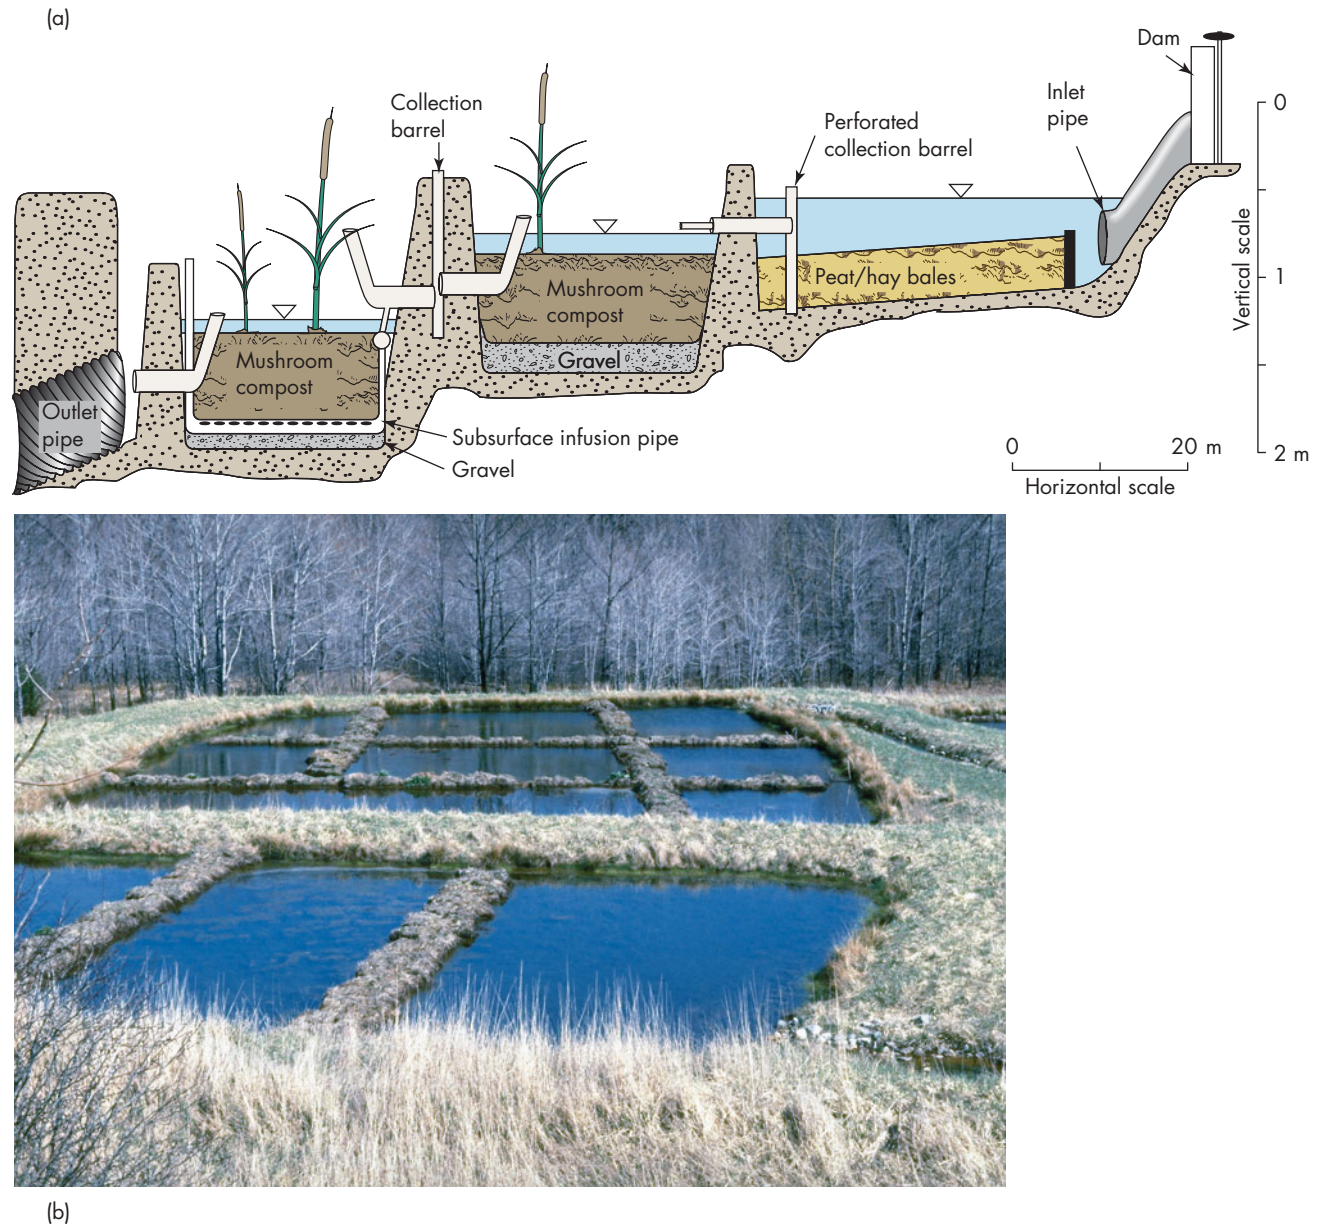 (a)
Dam
Collection
barrel
Inlet
pipe
Perforated
collection barrel
0
Mushroom
compost
Peat/hay bales
1
Vertical scale
Gravel
Mushroom
compost
Outlet
pipe
Subsurface infusion pipe
Gravel
0
20 m
2 m
Horizontal scale
(b)